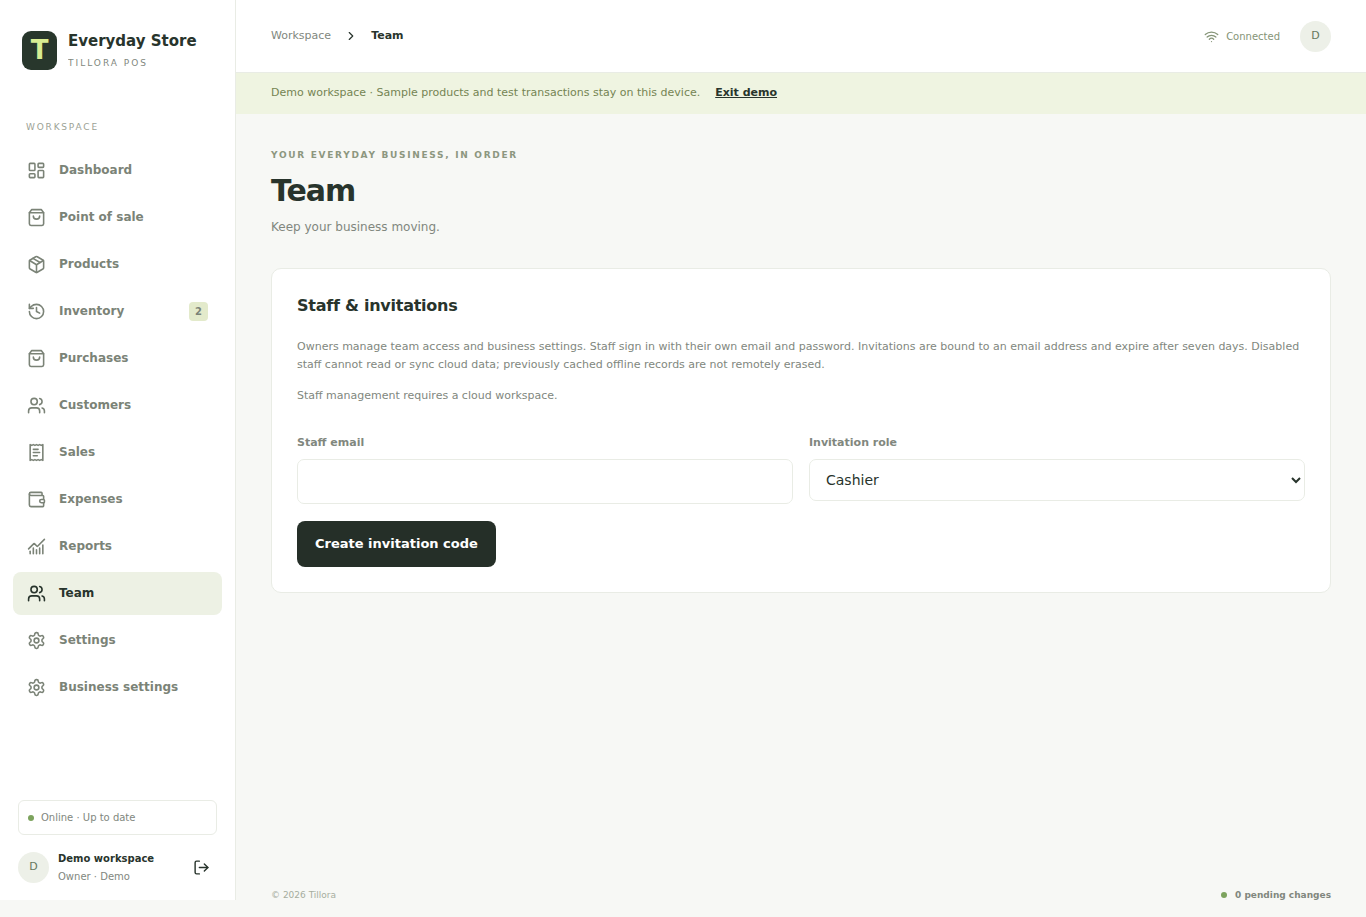 T
Everyday Store
TILLORA POS
WORKSPACE
Dashboard
Point of sale
Products
Inventory 2
Purchases
Customers
Sales
Expenses
Reports
Team
Settings
Business settings
Online · Up to date
D
Demo workspace
Owner · Demo
Workspace > Team
Connected
D
Demo workspace · Sample products and test transactions stay on this device. Exit demo
YOUR EVERYDAY BUSINESS, IN ORDER
Team
Keep your business moving.
Staff & invitations
Owners manage team access and business settings. Staff sign in with their own email and password. Invitations are bound to an email address and expire after seven days. Disabled
staff cannot read or sync cloud data; previously cached offline records are not remotely erased.
Staff management requires a cloud workspace.
Staff email
Invitation role
Cashier
Create invitation code
© 2026 Tillora
0 pending changes